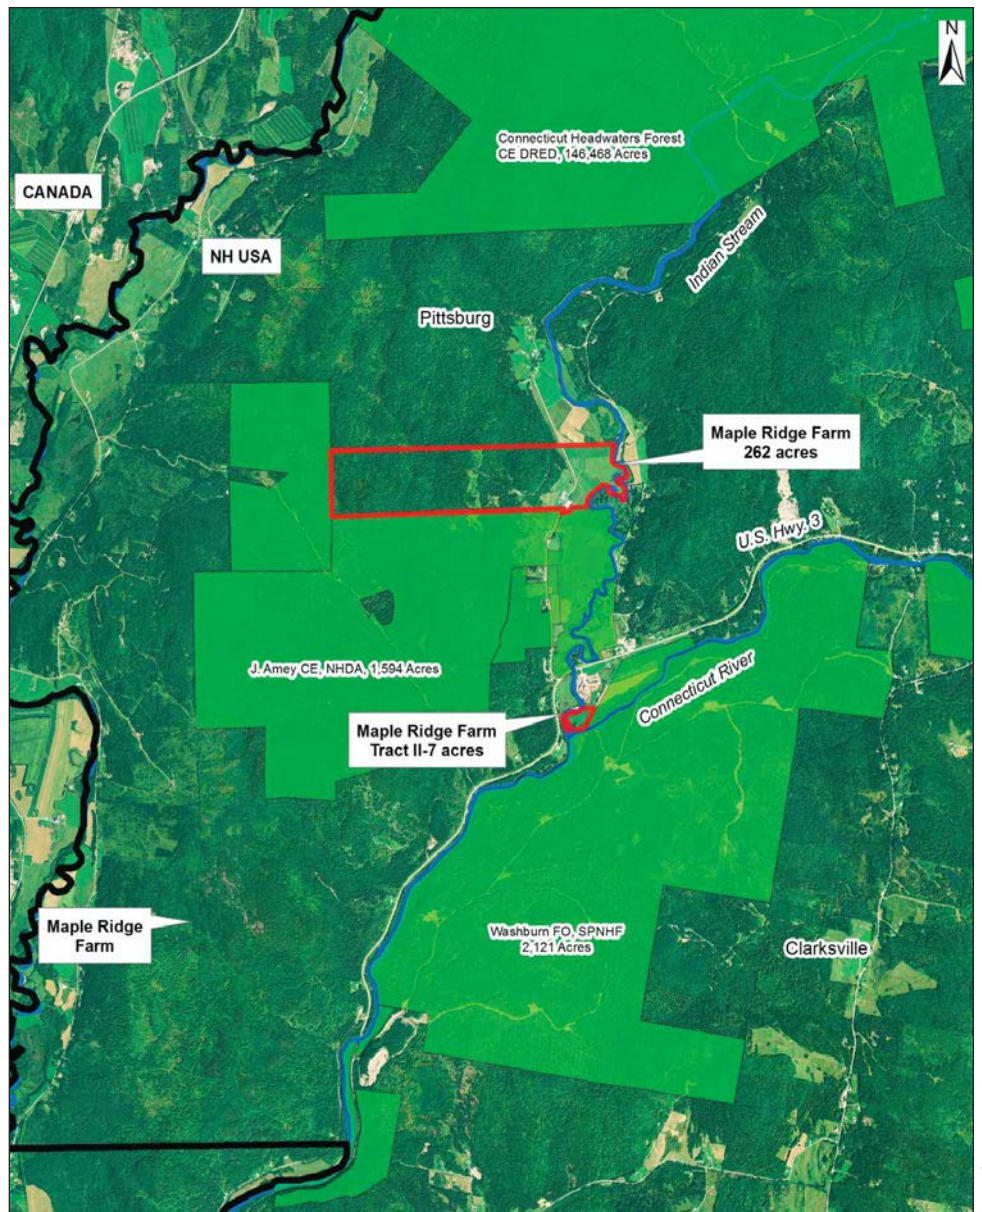 N
Connecticut Headwaters Forest
CE DRED, 146,468 Acres
CANADA
NH USA
Indian Stream
Pittsburg
Maple Ridge Farm
262 acres
U.S. Hwy. 3
J. Amey CE, NHDA, 1,594 Acres
Connecticut River
Maple Ridge Farm
Tract II-7 acres
Maple Ridge
Farm
Washburn FO, SPNHF
2,121 Acres
Clarksville